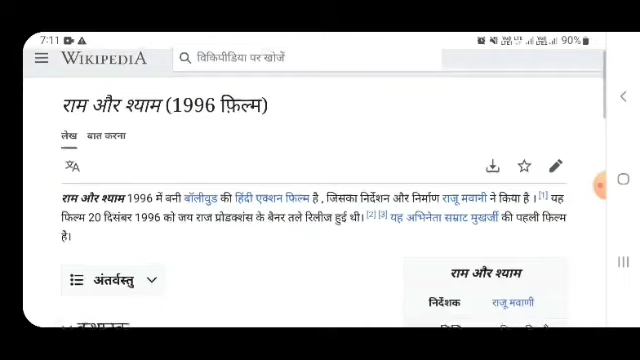 7:11
90%
WIKIPEDIA
विकिपीडिया पर खोजें
राम और श्याम (1996 फ़िल्म)
लेख बात करना
राम और श्याम 1996 में बनी बॉलीवुड की हिंदी एक्शन फिल्म है , जिसका निर्देशन और निर्माण राजू मवानी ने किया है । [1] यह
फिल्म 20 दिसंबर 1996 को जय राज प्रोडक्शंस के बैनर तले रिलीज हुई थी। [2] [3] यह अभिनेता सम्राट मुखर्जी की पहली फिल्म
है।
अंतर्वस्तु
राम और श्याम
निर्देशक राजू मवाणी